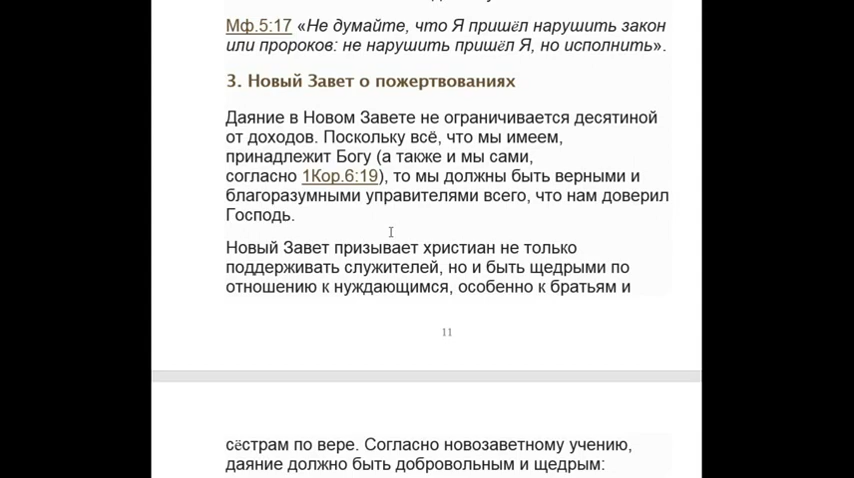 Мф.5:17 «Не думайте, что Я пришёл нарушить закон
или пророков: не нарушить пришёл Я, но исполнить».
3. Новый Завет о пожертвованиях
Даяние в Новом Завете не ограничивается десятиной
от доходов. Поскольку всё, что мы имеем,
принадлежит Богу (а также и мы сами,
согласно 1Кор.6:19), то мы должны быть верными и
благоразумными управителями всего, что нам доверил
Господь.
Новый Завет призывает христиан не только
поддерживать служителей, но и быть щедрыми по
отношению к нуждающимся, особенно к братьям и
11
сёстрам по вере. Согласно новозаветному учению,
даяние должно быть добровольным и щедрым: